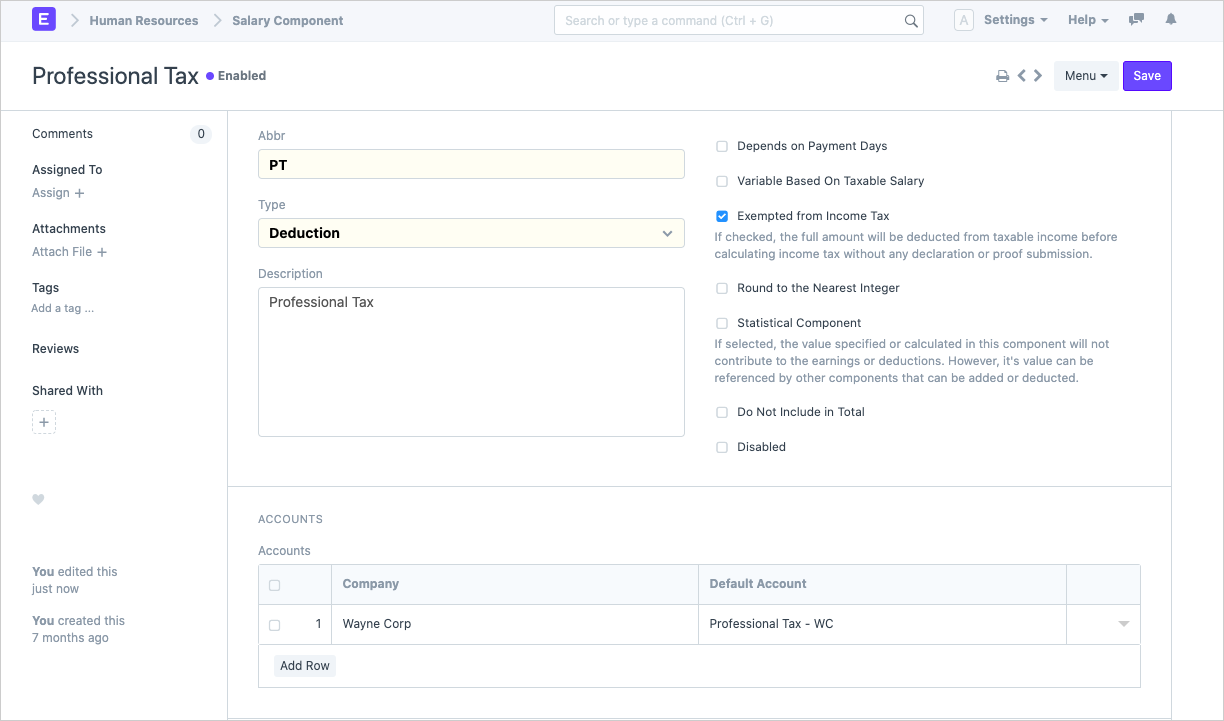 E
Human Resources
Salary Component
Search or type a command (Ctrl + G)
A
Settings
Help
Professional Tax
Enabled
Menu
Save
Comments
0
Assigned To
Assign +
Attachments
Attach File +
Tags
Add a tag ...
Reviews
Shared With
+
You edited this
just now
You created this
7 months ago
Abbr
PT
Type
Deduction
Description
Professional Tax
Depends on Payment Days
Variable Based On Taxable Salary
Exempted from Income Tax
If checked, the full amount will be deducted from taxable income before
calculating income tax without any declaration or proof submission.
Round to the Nearest Integer
Statistical Component
If selected, the value specified or calculated in this component will not
contribute to the earnings or deductions. However, it's value can be
referenced by other components that can be added or deducted.
Do Not Include in Total
Disabled
ACCOUNTS
Accounts
Company Default Account
1 Wayne Corp Professional Tax - WC
Add Row